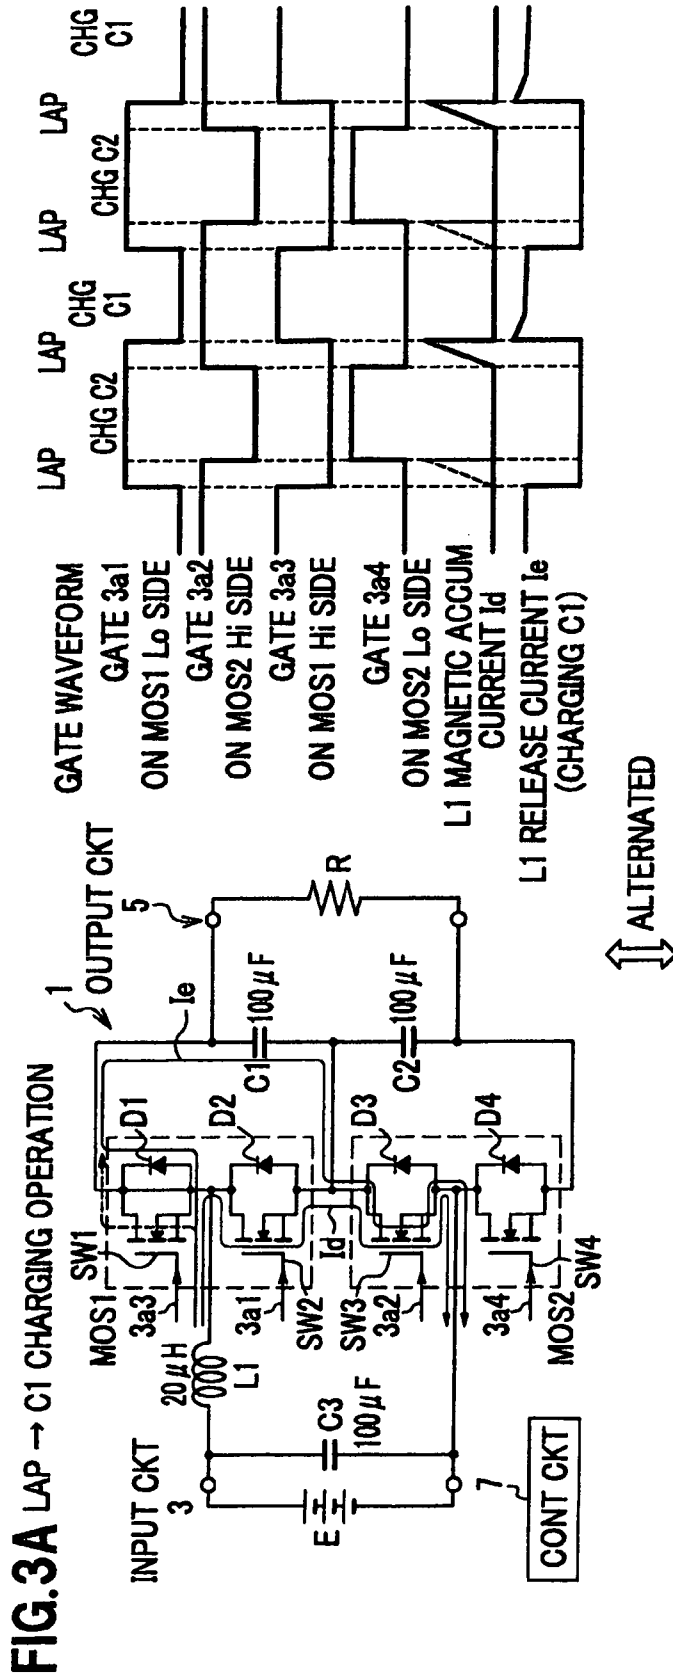 FIG.3A LAP → C1 CHARGING OPERATION
INPUT CKT
3
E
C3
100μF
20μH
L1
MOS1
3a3
SW1
3a1
SW2
SW3
3a2
3a4
MOS2
SW4
D1
D2
Id
D3
D4
Ie
1
OUTPUT CKT
5
C1
100μF
C2
100μF
R
7
CONT CKT
ALTERNATED
GATE WAVEFORM
GATE 3a1
ON MOS1 Lo SIDE
GATE 3a2
ON MOS2 Hi SIDE
GATE 3a3
ON MOS1 Hi SIDE
GATE 3a4
ON MOS2 Lo SIDE
L1 MAGNETIC ACCUM
CURRENT Id
L1 RELEASE CURRENT Ie
(CHARGING C1)
LAP
CHG C2
LAP
CHG
C1
LAP
CHG C2
LAP
CHG
C1